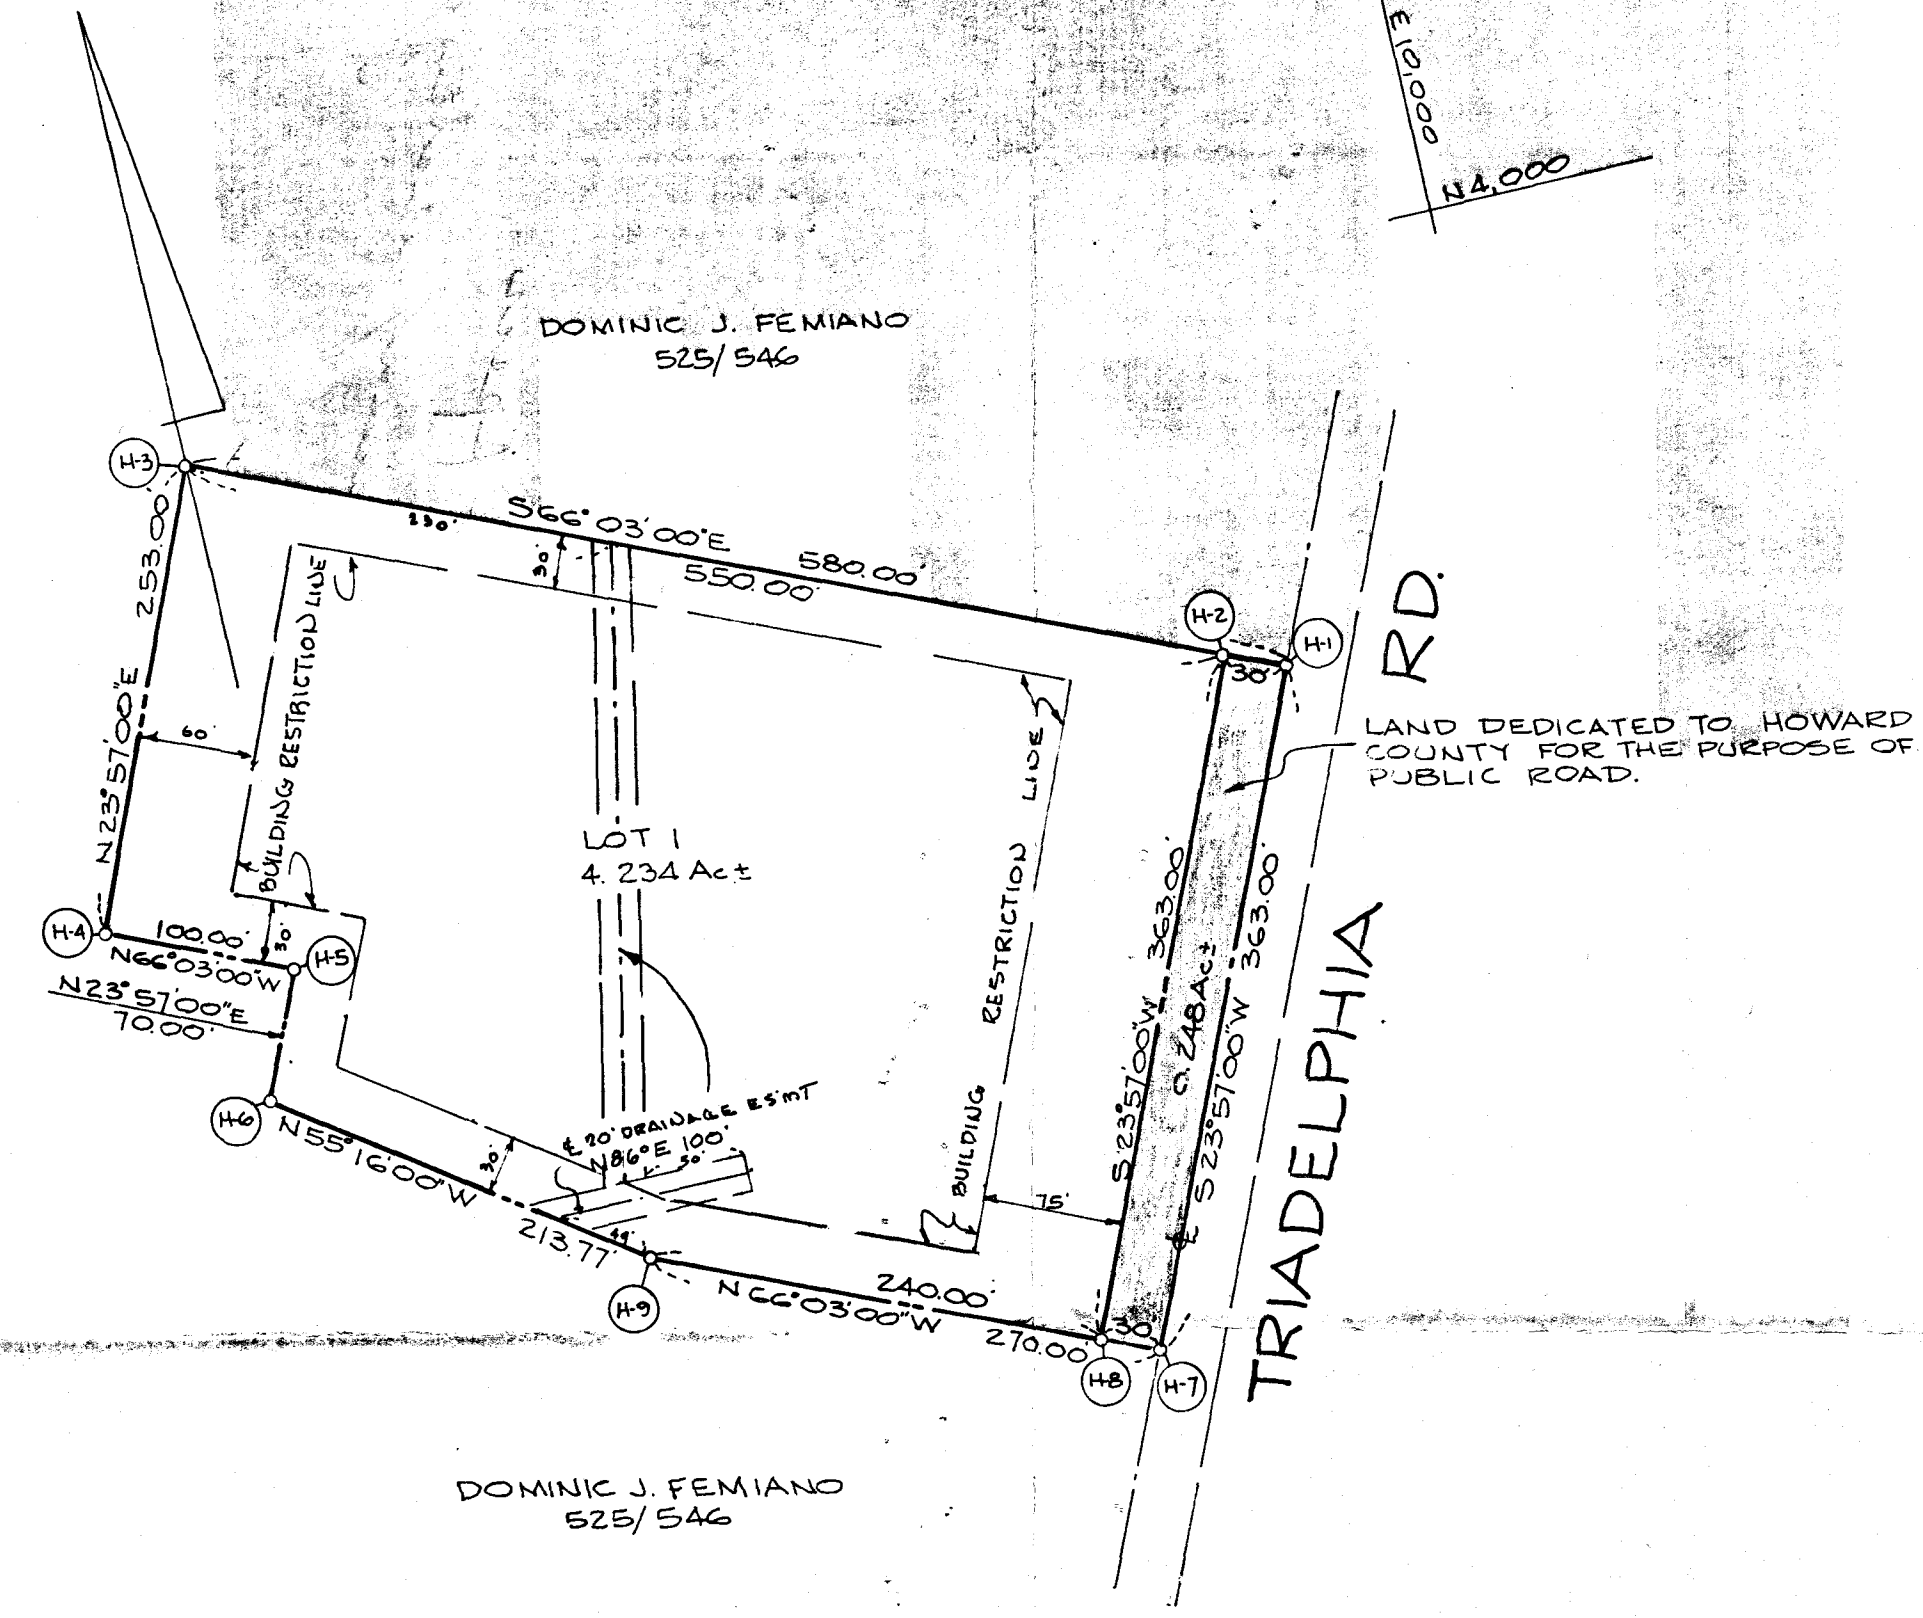 E 10,000
N 4,000
DOMINIC J. FEMIANO
525/546
H-3
253.00
N23°57'00"E
230'
S66°03'00"E
580.00'
550.00'
30'
H-2
H-1
30'
RD.
LAND DEDICATED TO HOWARD
COUNTY FOR THE PURPOSE OF
PUBLIC ROAD.
BUILDING RESTRICTION LINE
60'
LOT 1
4.234 Ac±
BUILDING RESTRICTION LINE
363.00'
S23°57'00"W
0.248 Ac±
363.00'
S23°57'00"W
TRIADELPHIA
H-4
100.00'
N66°03'00"W
30'
H-5
N23°57'00"E
70.00'
H-6
N55°16'00"W
213.77'
30'
℄ 20' DRAINAGE ES'MT
N86°E 100'
50'
49'
75'
H-9
240.00'
N66°03'00"W
270.00'
30'
H-8
H-7
℄
DOMINIC J. FEMIANO
525/546